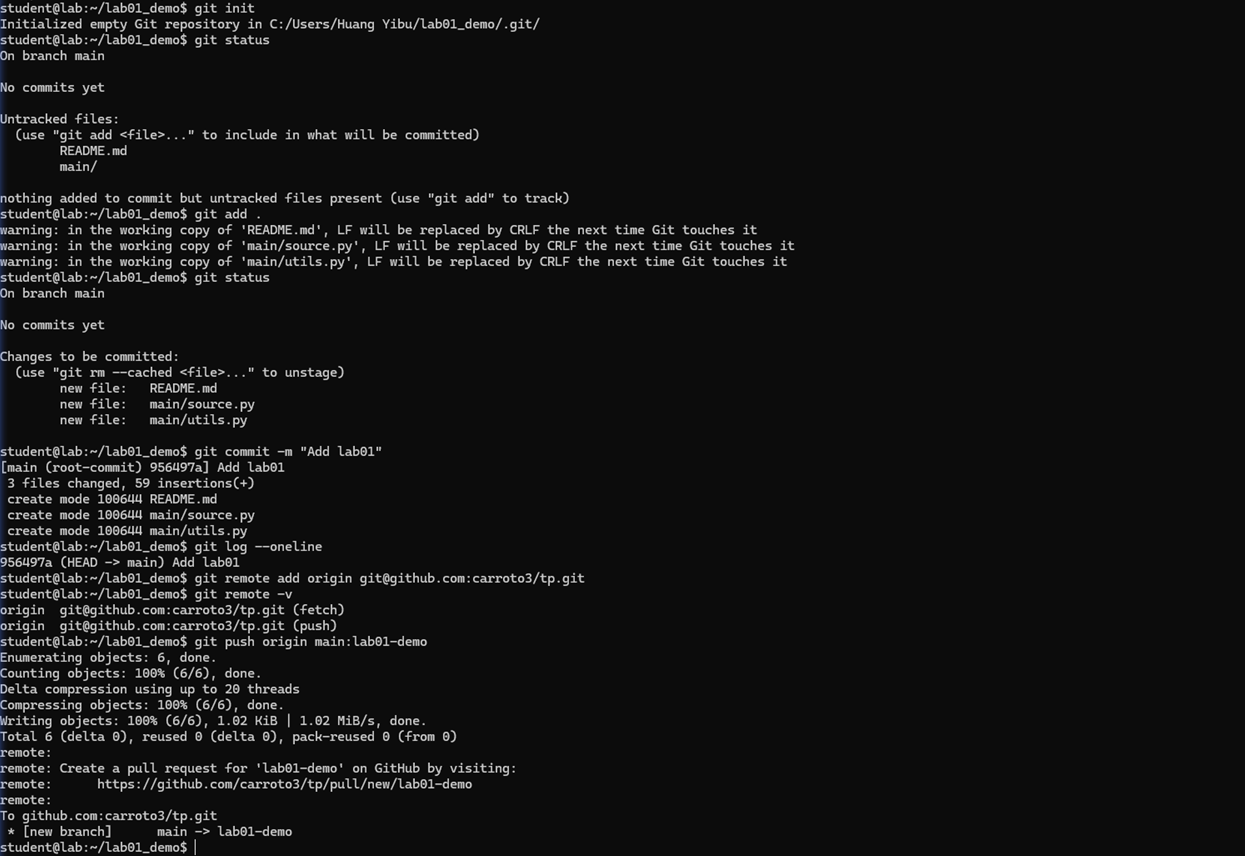 student@lab:~/lab01_demo$ git init
Initialized empty Git repository in C:/Users/Huang Yibu/lab01_demo/.git/
student@lab:~/lab01_demo$ git status
On branch main

No commits yet

Untracked files:
  (use "git add <file>..." to include in what will be committed)
        README.md
        main/

nothing added to commit but untracked files present (use "git add" to track)
student@lab:~/lab01_demo$ git add .
warning: in the working copy of 'README.md', LF will be replaced by CRLF the next time Git touches it
warning: in the working copy of 'main/source.py', LF will be replaced by CRLF the next time Git touches it
warning: in the working copy of 'main/utils.py', LF will be replaced by CRLF the next time Git touches it
student@lab:~/lab01_demo$ git status
On branch main

No commits yet

Changes to be committed:
  (use "git rm --cached <file>..." to unstage)
        new file:   README.md
        new file:   main/source.py
        new file:   main/utils.py

student@lab:~/lab01_demo$ git commit -m "Add lab01"
[main (root-commit) 956497a] Add lab01
 3 files changed, 59 insertions(+)
 create mode 100644 README.md
 create mode 100644 main/source.py
 create mode 100644 main/utils.py
student@lab:~/lab01_demo$ git log --oneline
956497a (HEAD -> main) Add lab01
student@lab:~/lab01_demo$ git remote add origin git@github.com:carroto3/tp.git
student@lab:~/lab01_demo$ git remote -v
origin  git@github.com:carroto3/tp.git (fetch)
origin  git@github.com:carroto3/tp.git (push)
student@lab:~/lab01_demo$ git push origin main:lab01-demo
Enumerating objects: 6, done.
Counting objects: 100% (6/6), done.
Delta compression using up to 20 threads
Compressing objects: 100% (6/6), done.
Writing objects: 100% (6/6), 1.02 KiB | 1.02 MiB/s, done.
Total 6 (delta 0), reused 0 (delta 0), pack-reused 0 (from 0)
remote:
remote: Create a pull request for 'lab01-demo' on GitHub by visiting:
remote:      https://github.com/carroto3/tp/pull/new/lab01-demo
remote:
To github.com:carroto3/tp.git
 * [new branch]      main -> lab01-demo
student@lab:~/lab01_demo$